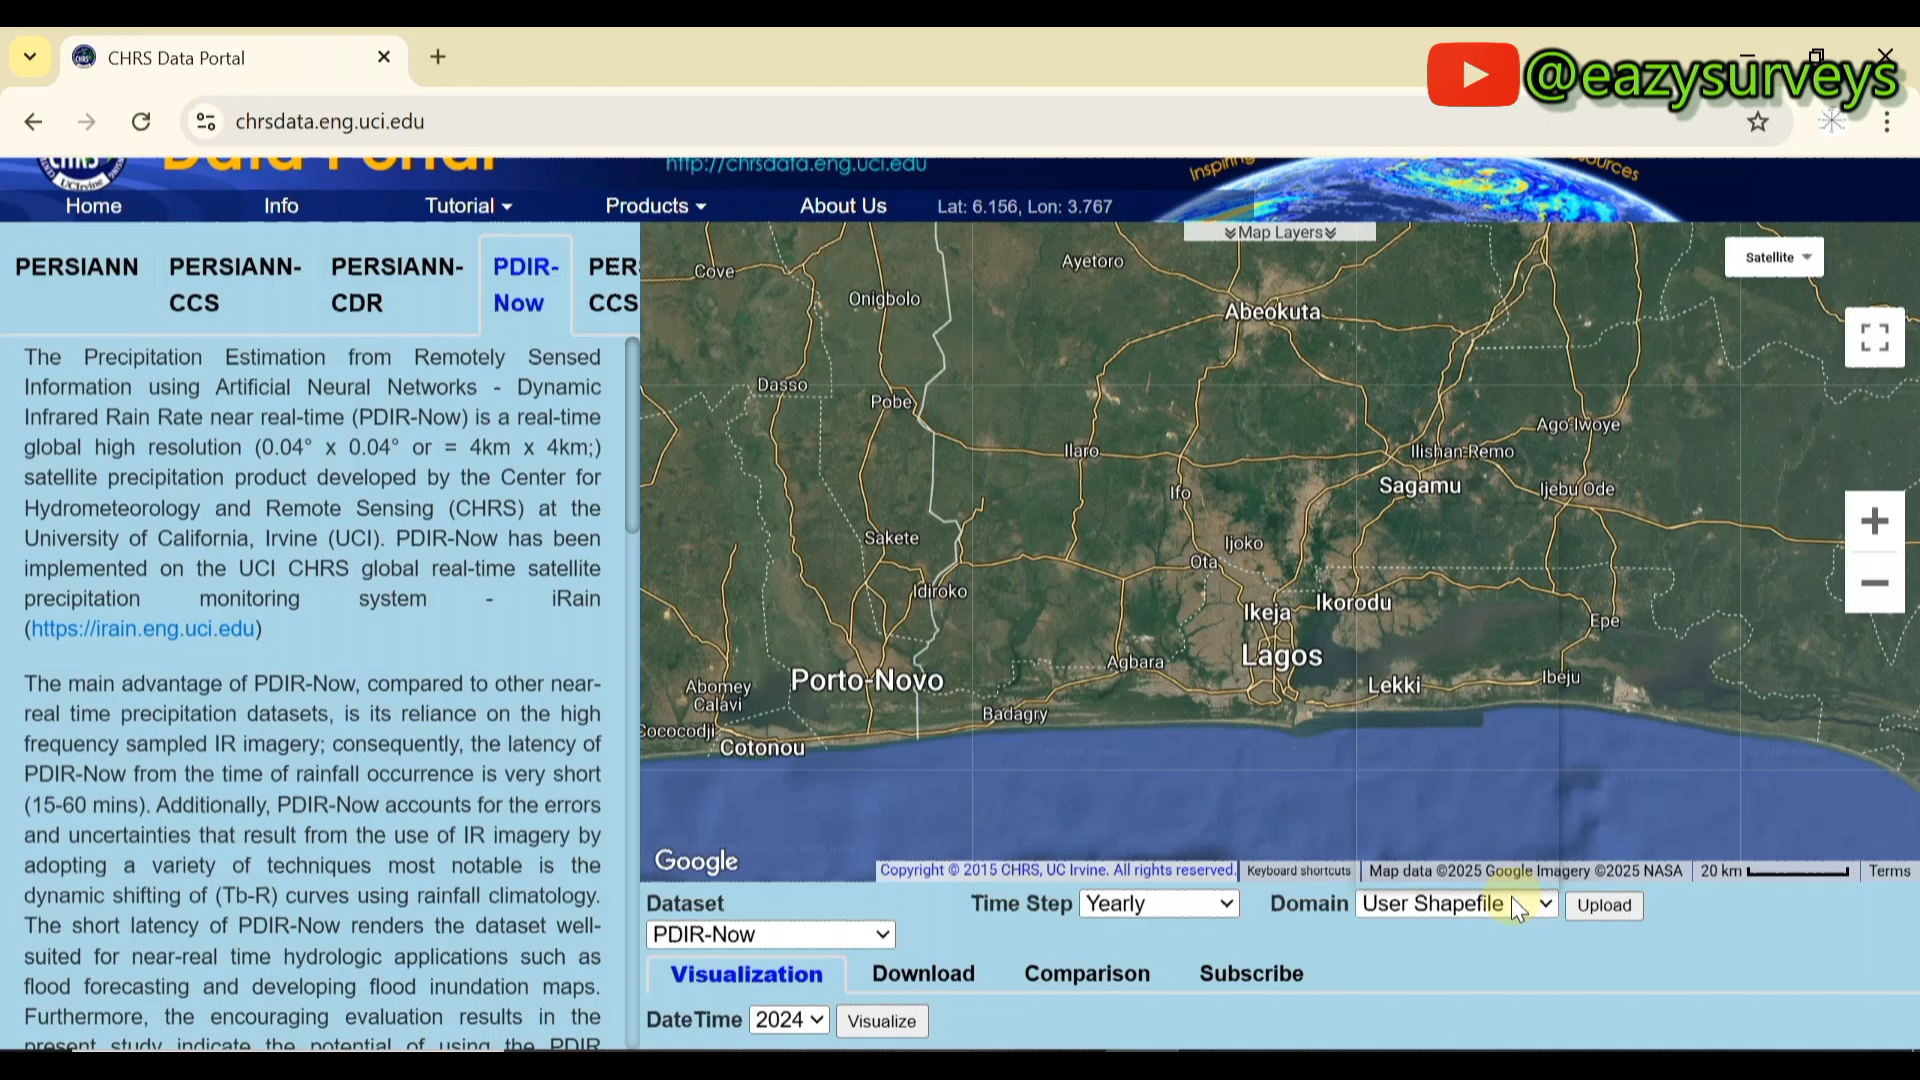 CHRS Data Portal
@eazysurveys
chrsdata.eng.uci.edu
CHRS
UCIrvine
Data Portal
http://chrsdata.eng.uci.edu
Inspiring
Home
Info
Tutorial
Products
About Us
Lat: 6.156, Lon: 3.767
PERSIANN
PERSIANN-
CCS
PERSIANN-
CDR
PDIR-
Now
PER
CCS
The Precipitation Estimation from Remotely Sensed
Information using Artificial Neural Networks - Dynamic
Infrared Rain Rate near real-time (PDIR-Now) is a real-time
global high resolution (0.04° x 0.04° or = 4km x 4km;)
satellite precipitation product developed by the Center for
Hydrometeorology and Remote Sensing (CHRS) at the
University of California, Irvine (UCI). PDIR-Now has been
implemented on the UCI CHRS global real-time satellite
precipitation monitoring system - iRain
(https://irain.eng.uci.edu)
The main advantage of PDIR-Now, compared to other near-
real time precipitation datasets, is its reliance on the high
frequency sampled IR imagery; consequently, the latency of
PDIR-Now from the time of rainfall occurrence is very short
(15-60 mins). Additionally, PDIR-Now accounts for the errors
and uncertainties that result from the use of IR imagery by
adopting a variety of techniques most notable is the
dynamic shifting of (Tb-R) curves using rainfall climatology.
The short latency of PDIR-Now renders the dataset well-
suited for near-real time hydrologic applications such as
flood forecasting and developing flood inundation maps.
Furthermore, the encouraging evaluation results in the
present study indicate the potential of using the PDIR
Map Layers
Satellite
Cove
Ayetoro
Onigbolo
Abeokuta
Dasso
Pobe
Ago-Iwoye
Ilaro
Ilishan-Remo
Sagamu
Ifo
Ijebu Ode
Sakete
Ijoko
Ota
Idiroko
Ikeja
Ikorodu
Epe
Lagos
Agbara
Porto-Novo
Ibeju
Lekki
Abomey
Calavi
Badagry
Cococodji
Cotonou
Google
Copyright © 2015 CHRS, UC Irvine. All rights reserved.
Keyboard shortcuts
Map data ©2025 Google Imagery ©2025 NASA
20 km
Terms
Dataset
Time Step
Yearly
Domain
User Shapefile
Upload
PDIR-Now
Visualization
Download
Comparison
Subscribe
DateTime
2024
Visualize